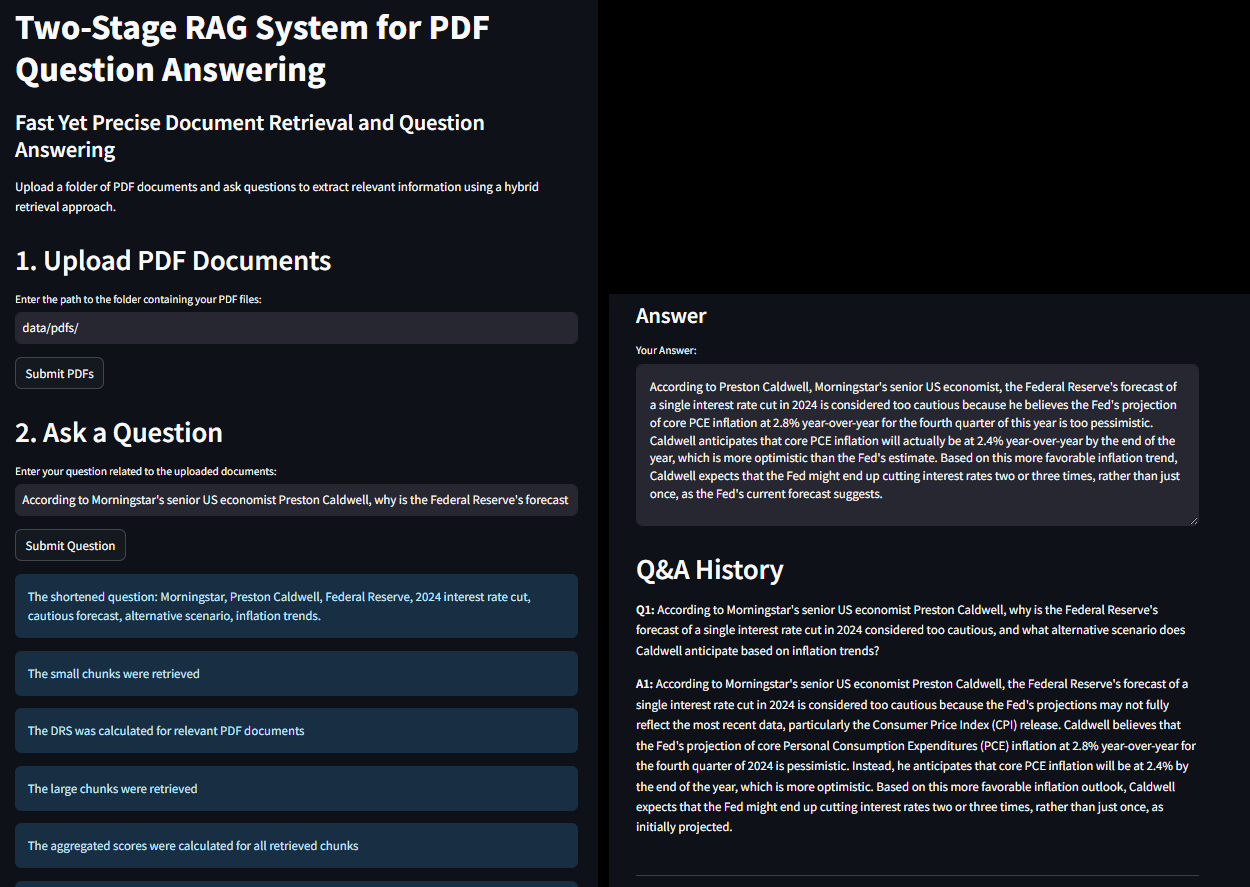 Two-Stage RAG System for PDF
Question Answering
Fast Yet Precise Document Retrieval and Question
Answering
Upload a folder of PDF documents and ask questions to extract relevant information using a hybrid
retrieval approach.
1. Upload PDF Documents
Enter the path to the folder containing your PDF files:
data/pdfs/
Submit PDFs
2. Ask a Question
Enter your question related to the uploaded documents:
According to Morningstar's senior US economist Preston Caldwell, why is the Federal Reserve's forecast
Submit Question
The shortened question: Morningstar, Preston Caldwell, Federal Reserve, 2024 interest rate cut,
cautious forecast, alternative scenario, inflation trends.
The small chunks were retrieved
The DRS was calculated for relevant PDF documents
The large chunks were retrieved
The aggregated scores were calculated for all retrieved chunks
Answer
Your Answer:
According to Preston Caldwell, Morningstar's senior US economist, the Federal Reserve's forecast of
a single interest rate cut in 2024 is considered too cautious because he believes the Fed's projection
of core PCE inflation at 2.8% year-over-year for the fourth quarter of this year is too pessimistic.
Caldwell anticipates that core PCE inflation will actually be at 2.4% year-over-year by the end of the
year, which is more optimistic than the Fed's estimate. Based on this more favorable inflation trend,
Caldwell expects that the Fed might end up cutting interest rates two or three times, rather than just
once, as the Fed's current forecast suggests.
Q&A History
Q1: According to Morningstar's senior US economist Preston Caldwell, why is the Federal Reserve's
forecast of a single interest rate cut in 2024 considered too cautious, and what alternative scenario does
Caldwell anticipate based on inflation trends?
A1: According to Morningstar's senior US economist Preston Caldwell, the Federal Reserve's forecast of a
single interest rate cut in 2024 is considered too cautious because the Fed's projections may not fully
reflect the most recent data, particularly the Consumer Price Index (CPI) release. Caldwell believes that
the Fed's projection of core Personal Consumption Expenditures (PCE) inflation at 2.8% year-over-year for
the fourth quarter of 2024 is pessimistic. Instead, he anticipates that core PCE inflation will be at 2.4% by
the end of the year, which is more optimistic. Based on this more favorable inflation outlook, Caldwell
expects that the Fed might end up cutting interest rates two or three times, rather than just once, as
initially projected.